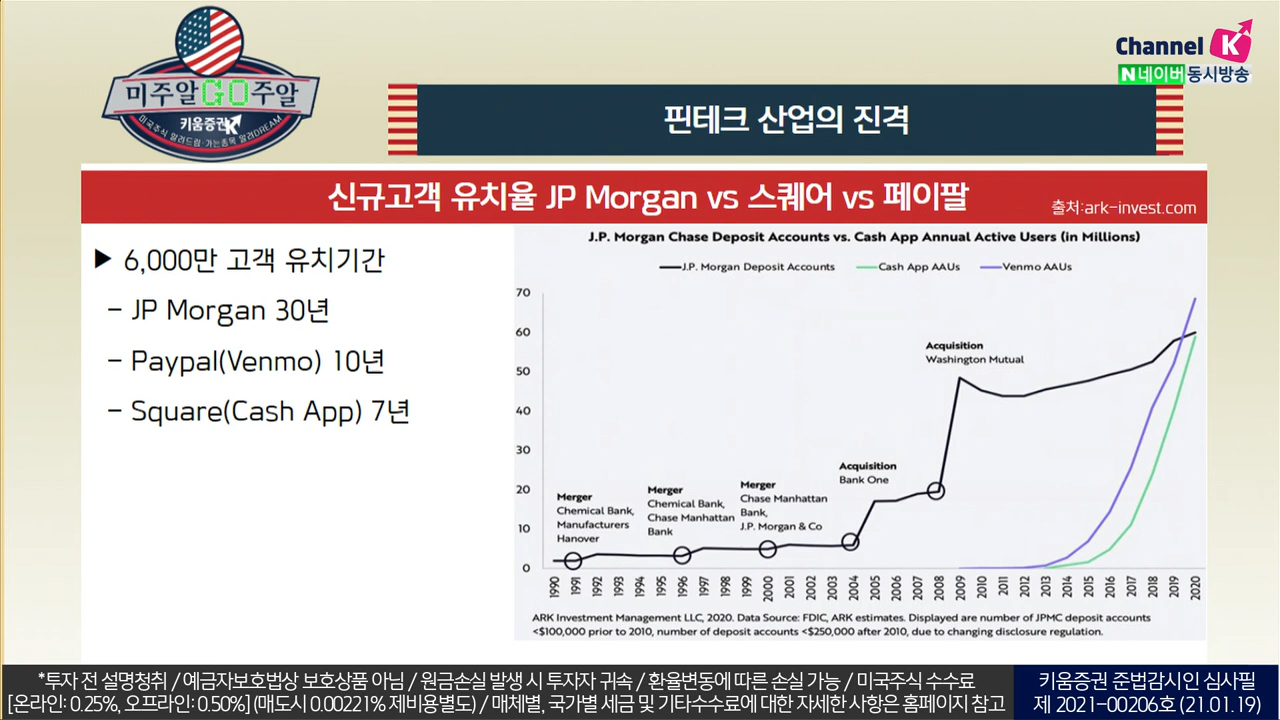 미주알GO주알
키움증권
미국주식 알려드림·가는종목 알려DREAM
Channel K
N 네이버 동시방송
핀테크 산업의 진격
신규고객 유치율 JP Morgan vs 스퀘어 vs 페이팔
출처:ark-invest.com
▶ 6,000만 고객 유치기간
- JP Morgan 30년
- Paypal(Venmo) 10년
- Square(Cash App) 7년
J.P. Morgan Chase Deposit Accounts vs. Cash App Annual Active Users (in Millions)
J.P. Morgan Deposit Accounts Cash App AAUs Venmo AAUs
70
60
50
40
30
20
10
0
Merger
Chemical Bank,
Manufacturers
Hanover
Merger
Chemical Bank,
Chase Manhattan
Bank
Merger
Chase Manhattan
Bank,
J.P. Morgan & Co
Acquisition
Bank One
Acquisition
Washington Mutual
1990 1991 1992 1993 1994 1995 1996 1997 1998 1999 2000 2001 2002 2003 2004 2005 2006 2007 2008 2009 2010 2011 2012 2013 2014 2015 2016 2017 2018 2019 2020
ARK Investment Management LLC, 2020. Data Source: FDIC, ARK estimates. Displayed are number of JPMC deposit accounts
<$100,000 prior to 2010, number of deposit accounts <$250,000 after 2010, due to changing disclosure regulation.
*투자 전 설명청취 / 예금자보호법상 보호상품 아님 / 원금손실 발생 시 투자자 귀속 / 환율변동에 따른 손실 가능 / 미국주식 수수료
[온라인: 0.25%, 오프라인: 0.50%] (매도시 0.00221% 제비용별도) / 매체별, 국가별 세금 및 기타수수료에 대한 자세한 사항은 홈페이지 참고
키움증권 준법감시인 심사필
제 2021-00206호 (21.01.19)